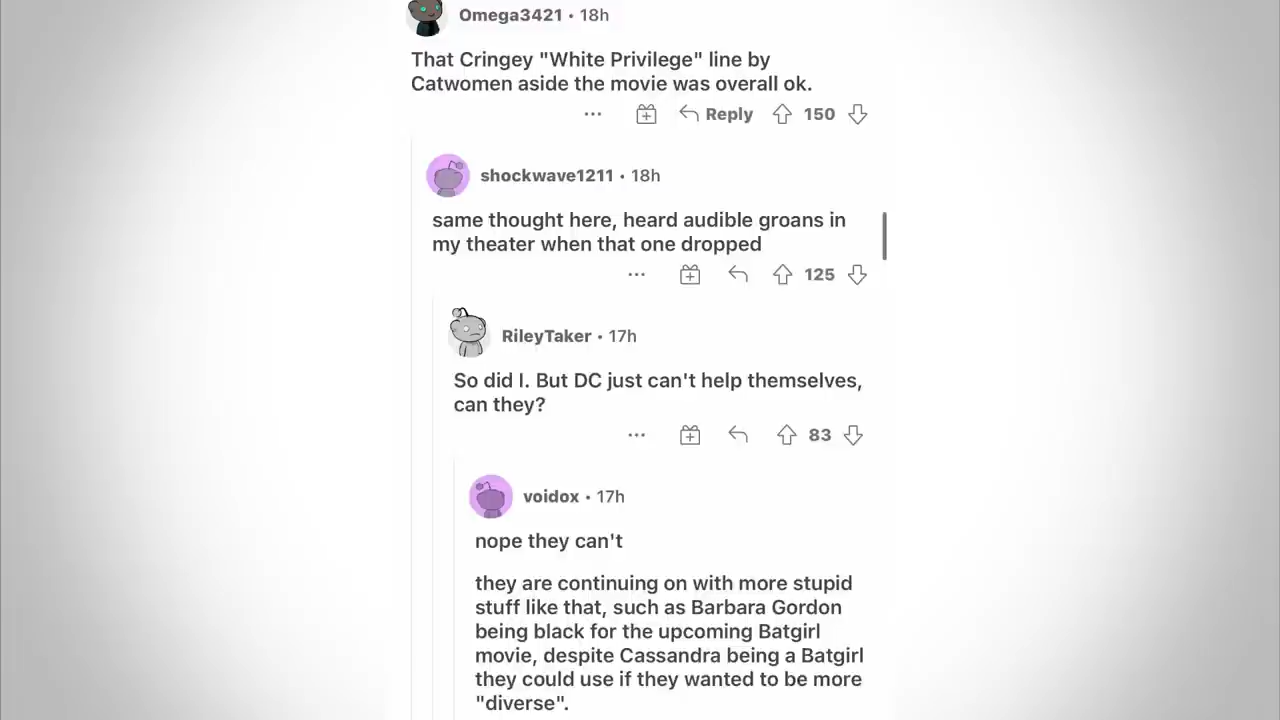 Omega3421 • 18h
That Cringey "White Privilege" line by
Catwomen aside the movie was overall ok.
Reply 150
shockwave1211 • 18h
same thought here, heard audible groans in
my theater when that one dropped
125
RileyTaker • 17h
So did I. But DC just can't help themselves,
can they?
83
voidox • 17h
nope they can't
they are continuing on with more stupid
stuff like that, such as Barbara Gordon
being black for the upcoming Batgirl
movie, despite Cassandra being a Batgirl
they could use if they wanted to be more
"diverse".